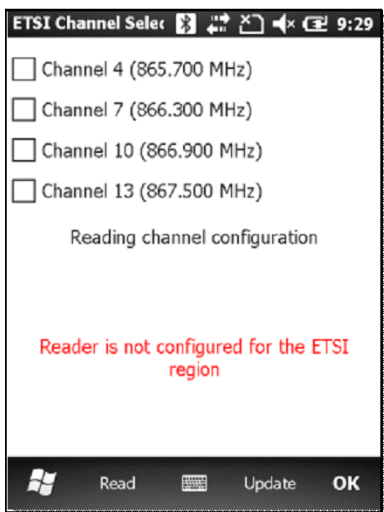 ETSI Channel Selec 9:29
Channel 4 (865.700 MHz)
Channel 7 (866.300 MHz)
Channel 10 (866.900 MHz)
Channel 13 (867.500 MHz)
Reading channel configuration
Reader is not configured for the ETSI
region
Read Update OK